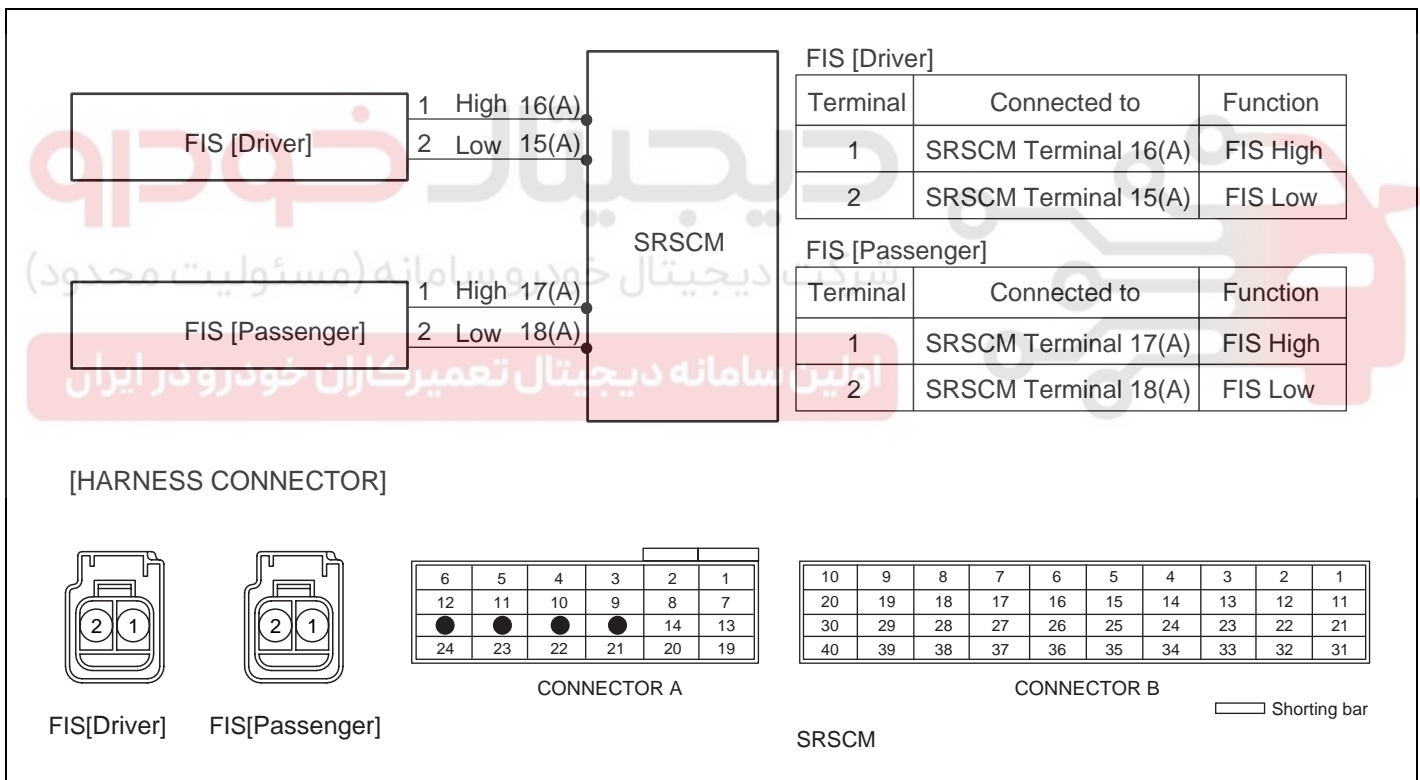 FIS [Driver]
1 High 16(A)
2 Low 15(A)
FIS [Passenger]
1 High 17(A)
2 Low 18(A)
SRSCM
FIS [Driver]
Terminal Connected to Function
1 SRSCM Terminal 16(A) FIS High
2 SRSCM Terminal 15(A) FIS Low
FIS [Passenger]
Terminal Connected to Function
1 SRSCM Terminal 17(A) FIS High
2 SRSCM Terminal 18(A) FIS Low
دیجیتال خودرو
شرکت دیجیتال خودرو سامانه (مسئولیت محدود)
اولین سامانه دیجیتال تعمیرکاران خودرو در ایران
[HARNESS CONNECTOR]
2 1
FIS[Driver]
2 1
FIS[Passenger]
6 5 4 3 2 1
12 11 10 9 8 7
14 13
24 23 22 21 20 19
CONNECTOR A
10 9 8 7 6 5 4 3 2 1
20 19 18 17 16 15 14 13 12 11
30 29 28 27 26 25 24 23 22 21
40 39 38 37 36 35 34 33 32 31
CONNECTOR B
Shorting bar
SRSCM